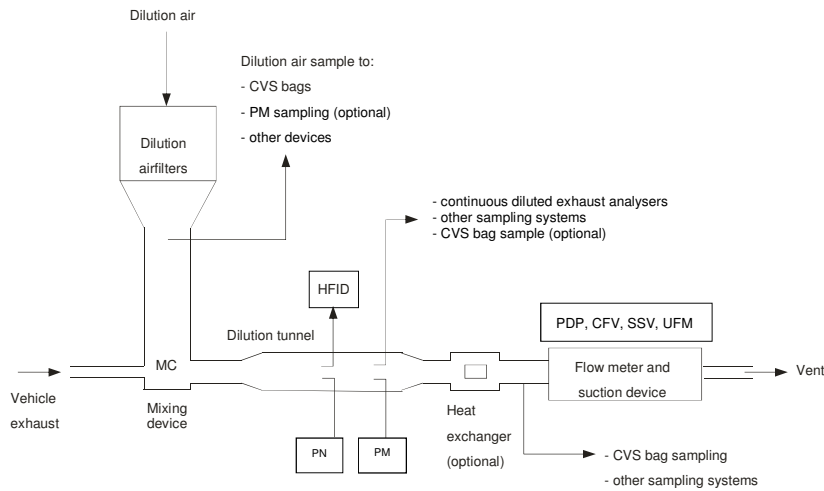 Dilution air
Dilution air sample to:
- CVS bags
- PM sampling (optional)
- other devices
Dilution
airfilters
- continuous diluted exhaust analysers
- other sampling systems
- CVS bag sample (optional)
HFID
PDP, CFV, SSV, UFM
Dilution tunnel
MC
Flow meter and
suction device
Vent
Vehicle
exhaust
Mixing
device
Heat
exchanger
(optional)
PN
PM
- CVS bag sampling
- other sampling systems